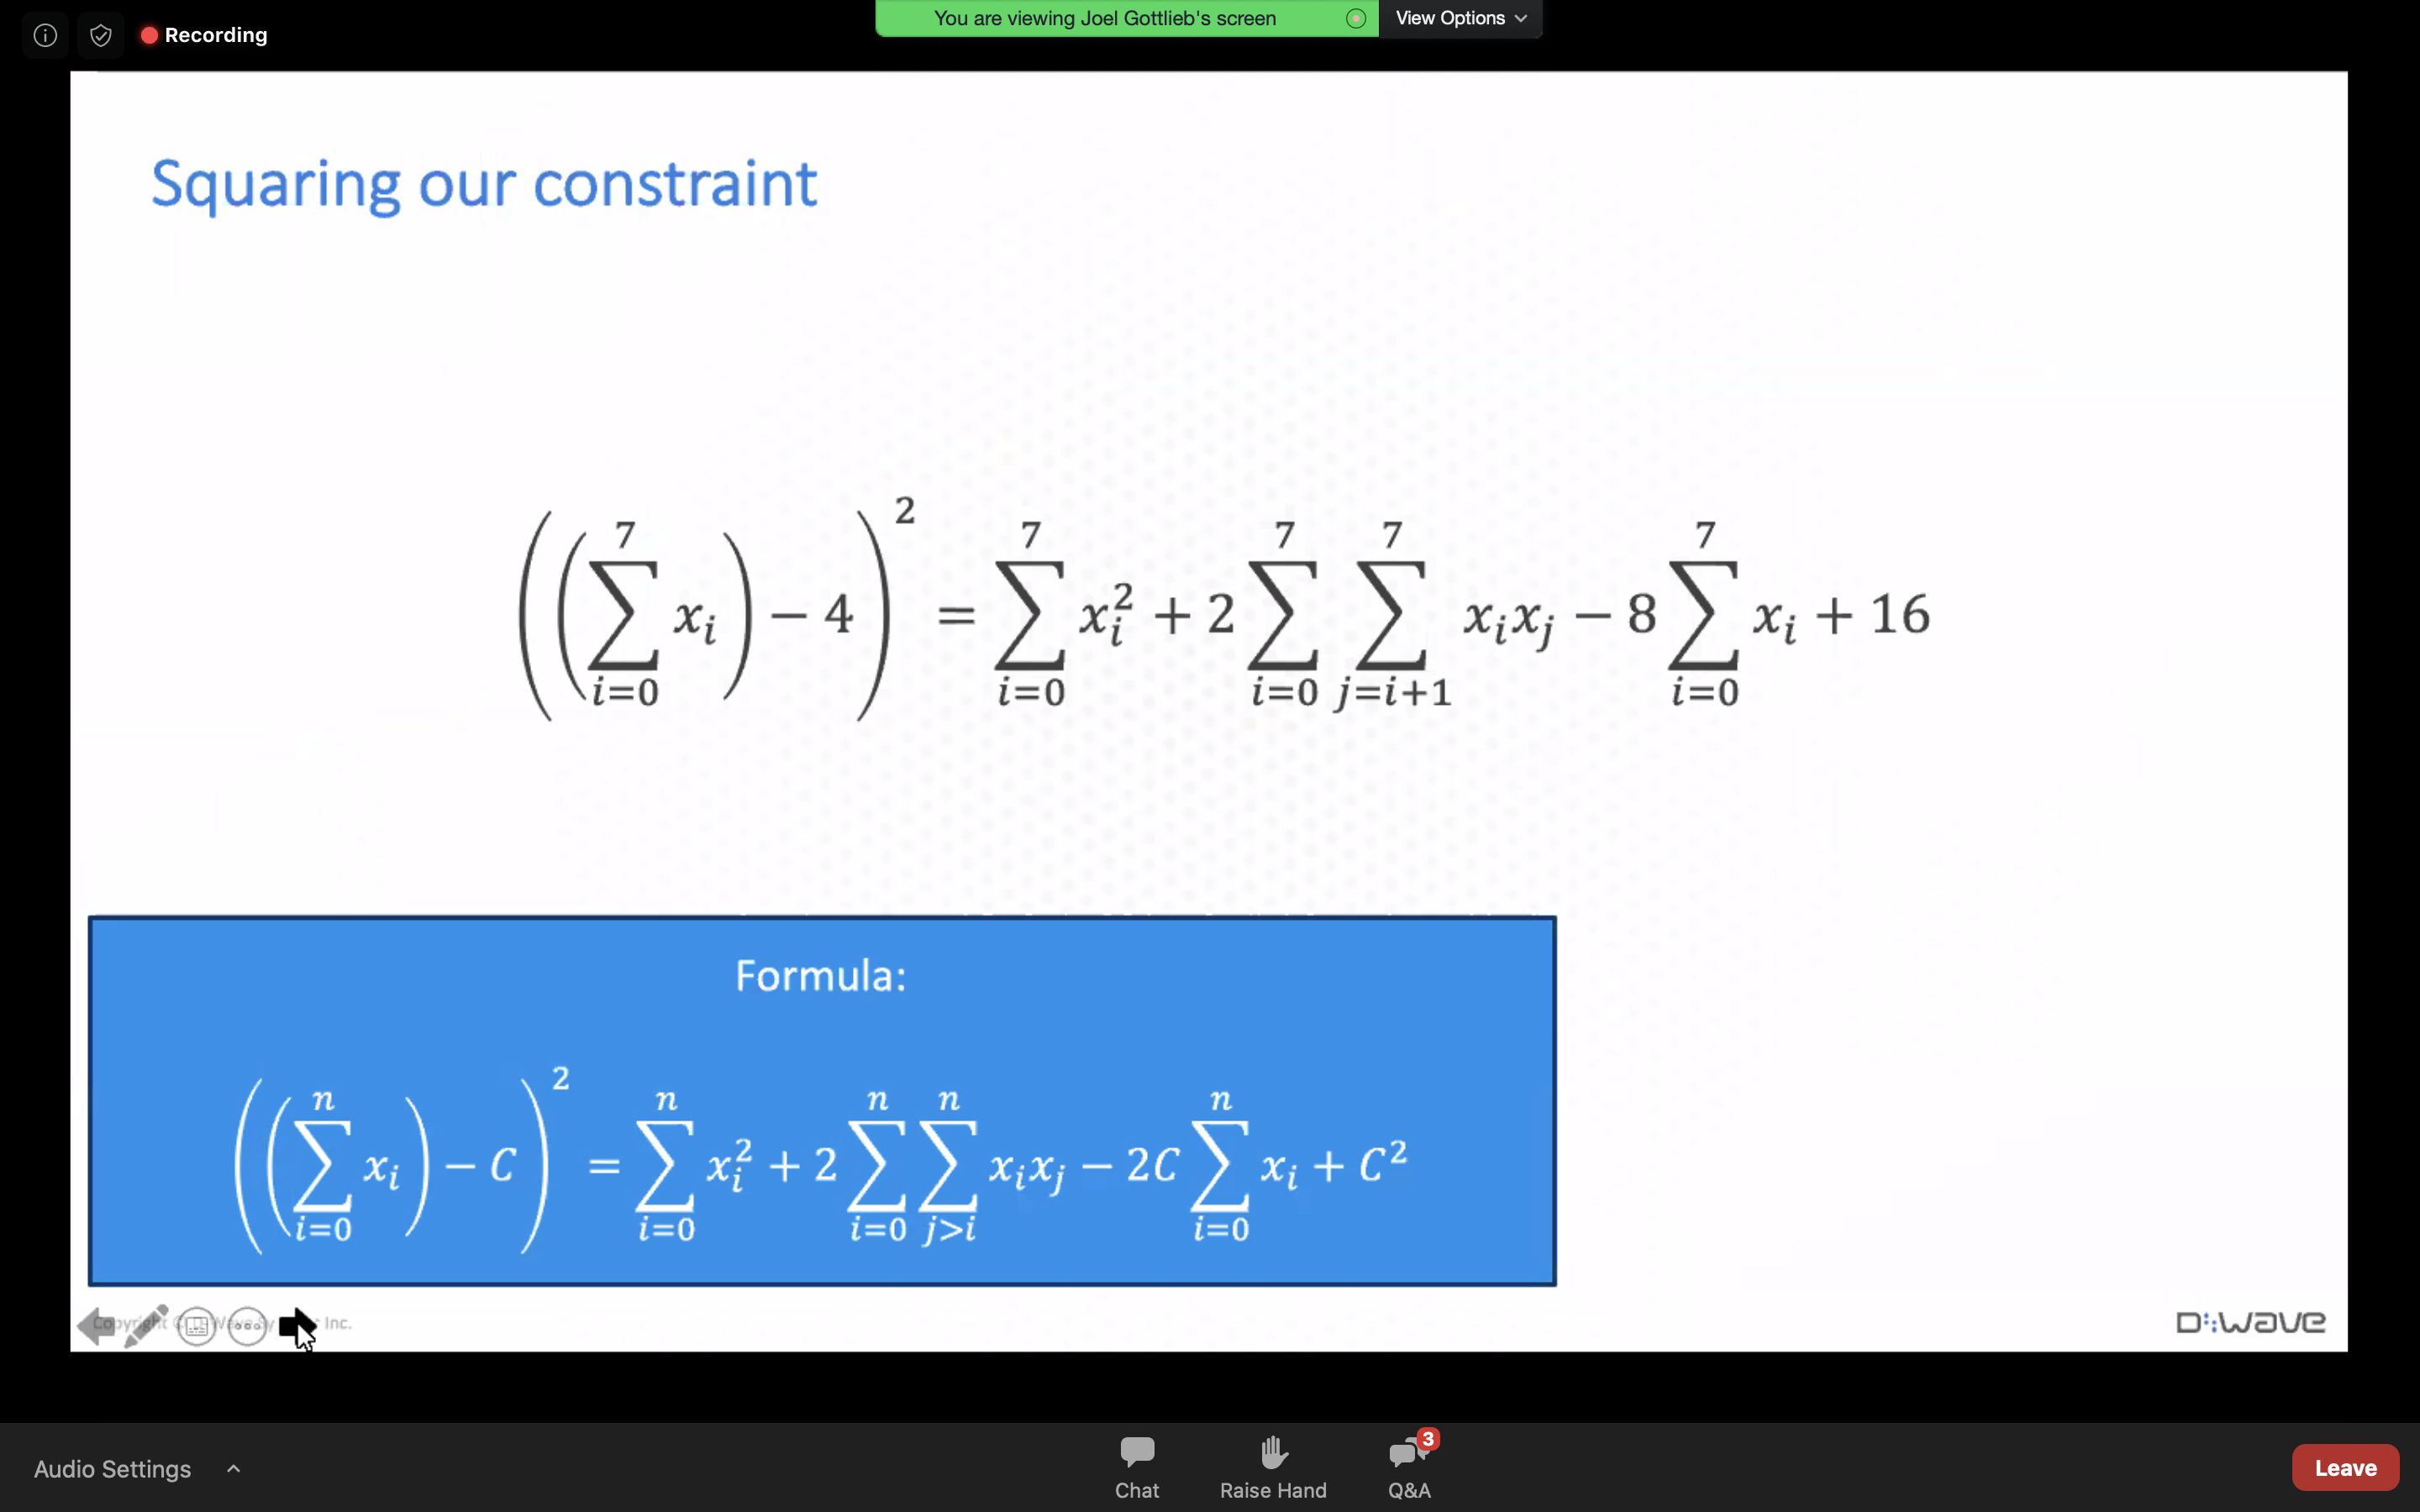 Recording
You are viewing Joel Gottlieb's screen
View Options
Squaring our constraint
$\left(\left(\sum_{i=0}^{7} x_i\right) - 4\right)^2 = \sum_{i=0}^{7} x_i^2 + 2\sum_{i=0}^{7}\sum_{j=i+1}^{7} x_i x_j - 8\sum_{i=0}^{7} x_i + 16$
Formula:
$\left(\left(\sum_{i=0}^{n} x_i\right) - C\right)^2 = \sum_{i=0}^{n} x_i^2 + 2\sum_{i=0}^{n}\sum_{j>i}^{n} x_i x_j - 2C\sum_{i=0}^{n} x_i + C^2$
Copyright © D-Wave Inc.
D:Wave
Audio Settings
Chat
Raise Hand
3
Q&A
Leave